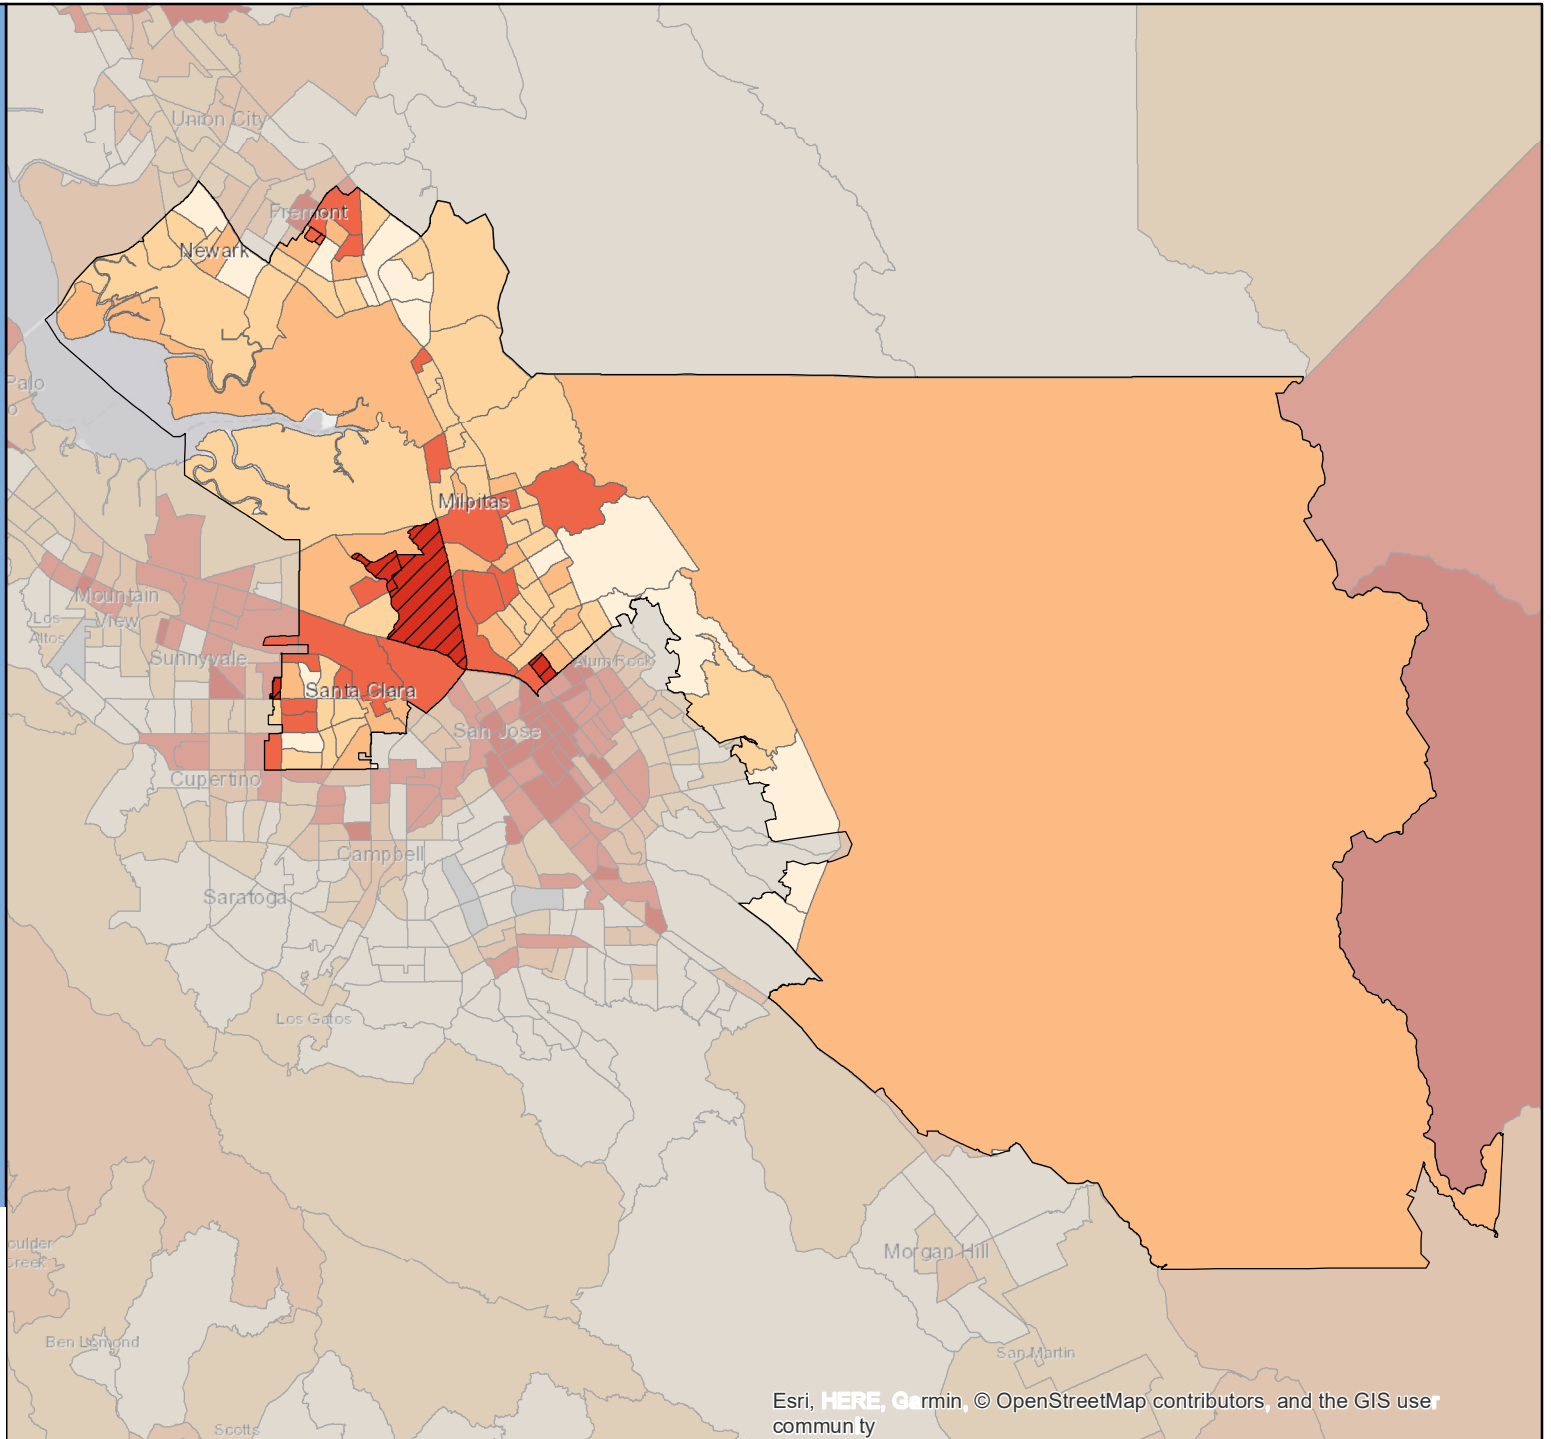 Union City
Fremont
Newark
Palo
o
Milpitas
Mountain
View
Los
Altos
Sunnyvale
Alum Rock
Santa Clara
San Jose
Cupertino
Campbell
Saratoga
Los Gatos
Morgan Hill
oulder
Creek
Ben Lomond
San Martin
Scotts
Esri, HERE, Garmin, © OpenStreetMap contributors, and the GIS user
community